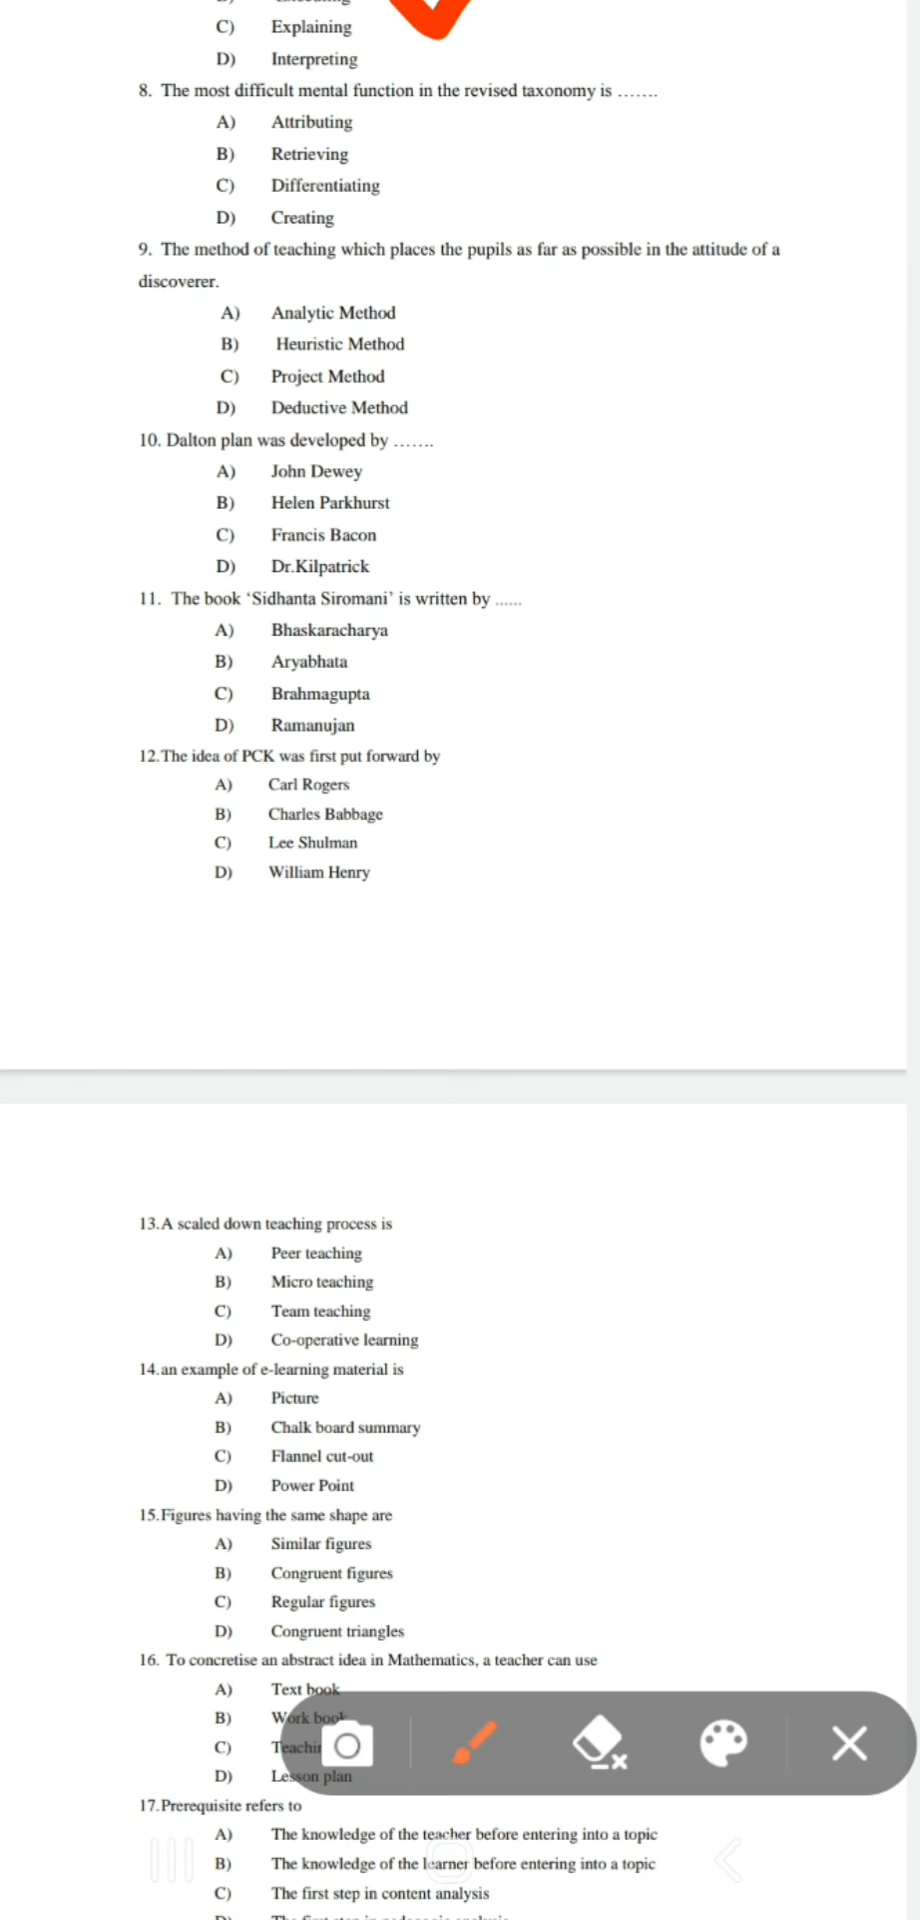 C) Explaining
D) Interpreting
8. The most difficult mental function in the revised taxonomy is .......
A) Attributing
B) Retrieving
C) Differentiating
D) Creating
9. The method of teaching which places the pupils as far as possible in the attitude of a
discoverer.
A) Analytic Method
B) Heuristic Method
C) Project Method
D) Deductive Method
10. Dalton plan was developed by .......
A) John Dewey
B) Helen Parkhurst
C) Francis Bacon
D) Dr.Kilpatrick
11. The book ‘Sidhanta Siromani’ is written by ......
A) Bhaskaracharya
B) Aryabhata
C) Brahmagupta
D) Ramanujan
12.The idea of PCK was first put forward by
A) Carl Rogers
B) Charles Babbage
C) Lee Shulman
D) William Henry
13.A scaled down teaching process is
A) Peer teaching
B) Micro teaching
C) Team teaching
D) Co-operative learning
14.an example of e-learning material is
A) Picture
B) Chalk board summary
C) Flannel cut-out
D) Power Point
15.Figures having the same shape are
A) Similar figures
B) Congruent figures
C) Regular figures
D) Congruent triangles
16. To concretise an abstract idea in Mathematics, a teacher can use
A) Text book
B) Work book
C)
D) Lesson plan
17.Prerequisite refers to
A) The knowledge of the teacher before entering into a topic
B) The knowledge of the learner before entering into a topic
C) The first step in content analysis